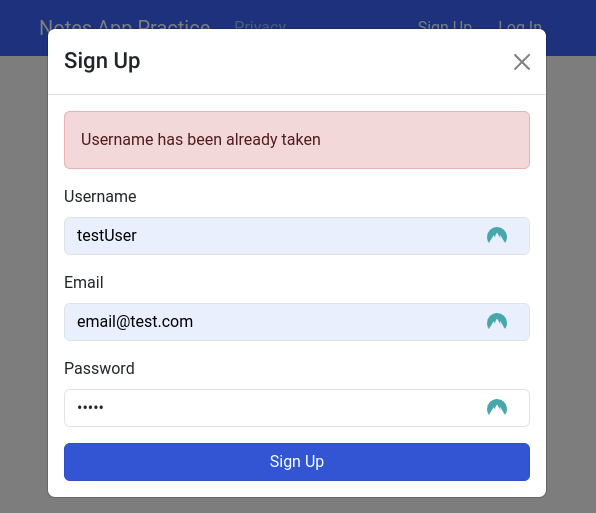 Notes App Practice Privacy Sign Up Log In
Sign Up
Username has been already taken
Username
testUser
Email
email@test.com
Password
•••••
Sign Up